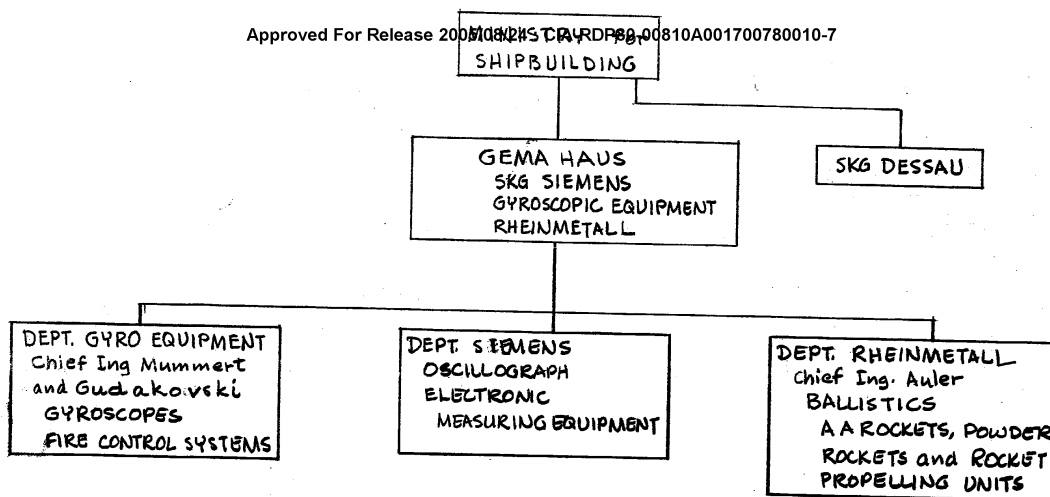 Approved For Release 2005/08/24 : CIA-RDP82-00810A001700780010-7
MINISTRY FOR
SHIPBUILDING
GEMA HAUS
SKG SIEMENS
GYROSCOPIC EQUIPMENT
RHEINMETALL
SKG DESSAU
DEPT. GYRO EQUIPMENT
Chief Ing Mummert
and Gudakovski
GYROSCOPES
FIRE CONTROL SYSTEMS
DEPT. SIEMENS
OSCILLOGRAPH
ELECTRONIC
MEASURING EQUIPMENT
DEPT. RHEINMETALL
Chief Ing. Auler
BALLISTICS
AA ROCKETS, POWDER
ROCKETS and ROCKET
PROPELLING UNITS